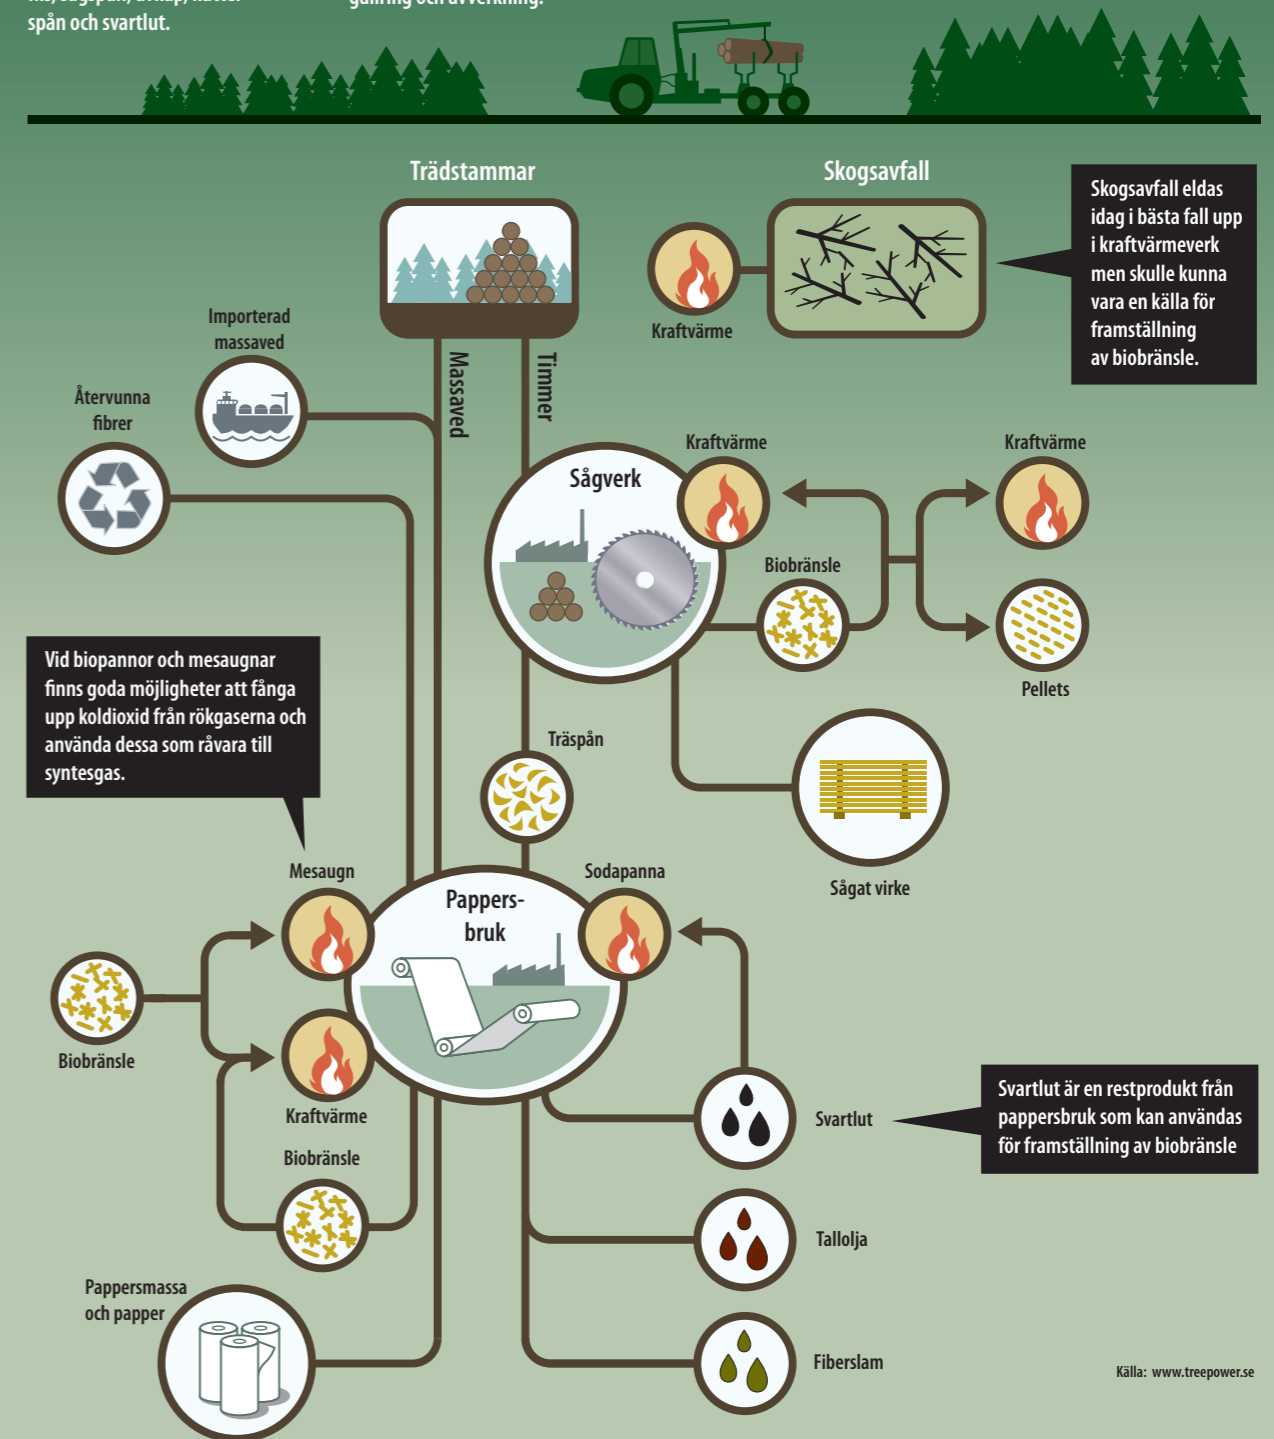 spån och svartlut.
gallring och avverkning.
Trädstammar
Skogsavfall
Skogsavfall eldas
idag i bästa fall upp
i kraftvärmeverk
men skulle kunna
vara en källa för
framställning
av biobränsle.
Kraftvärme
Importerad
massaved
Massaved
Timmer
Återvunna
fibrer
Sågverk
Kraftvärme
Kraftvärme
Biobränsle
Pellets
Vid biopannor och mesaugnar
finns goda möjligheter att fånga
upp koldioxid från rökgaserna och
använda dessa som råvara till
syntesgas.
Träspån
Sågat virke
Mesaugn
Sodapanna
Pappers-
bruk
Biobränsle
Kraftvärme
Svartlut
Svartlut är en restprodukt från
pappersbruk som kan användas
för framställning av biobränsle
Biobränsle
Tallolja
Pappersmassa
och papper
Fiberslam
Källa: www.treepower.se